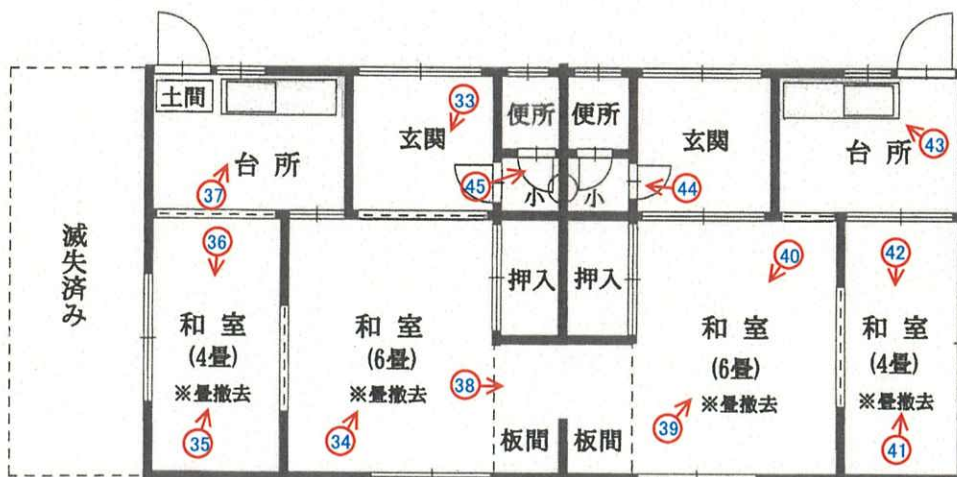 土間
33
便所
便所
43
玄関
玄関
台所
台所
37
45
小
小
44
滅失済み
36
40
42
押入
押入
和室
和室
和室
和室
(4畳)
(6畳)
(6畳)
(4畳)
※畳撤去
※畳撤去
38
※畳撤去
※畳撤去
35
34
39
41
板間
板間